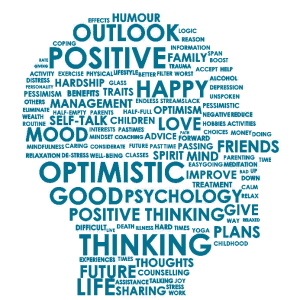 EFFECTS HUMOUR
OUTLOOK LOGIC
REASON
COPING INFORMATION
POSITIVE FAMILY SPAN
BOOST
RATE
GIVING TRAUMA ACCEPT HELP
ACTIVITY EXERCISE PHYSICAL LIFESTYLE BETTER FILTER WORST
DISTRESS HARDSHIP GLASS HAPPY ALCOHOL
PERSONALITY DEPRESSION
PESSIMISM BENEFITS TRAITS UNSPOKEN
OTHERS MANAGEMENT ENDLESS STREAMSLACK PESSIMISTIC
ELIMINATE HALF-EMPTY PARENTS HALF-FULL OPTIMISM NEGATIVE REDUCE
WEALTH SELF-TALK CHILDREN LOVE HOBBIES ACTIVITIES
ROUTINE
MOOD INTERESTS PASTIMES CHOICES MONEY DOING
MINDSET COACHING ADVICE
MINDFULNESS CARING CONSIDERATE FUTURE PASTTIME PASSING FRIENDS
RELAXATION DE-STRESS WELL-BEING CLASSES SPIRIT MIND PARENTING TIME
OPTIMISTIC EASYGOING MEDITATION
IMPROVE BAD UP
DOWN
TREATMENT CALM
GOOD PSYCHOLOGY RELAX
POSITIVE THINKING GIVE
WAY RELAXED
DIFFICULT LIVE DEATH ILLNESS HARD TIMES YOGA PLANS
THINKING CHILDHOOD
EXPERIENCES TIMES THOUGHTS
FUTURE COUNSELLING
LIFE ASSISTANCE TALKING JOY
SHARING STRESS
WORK